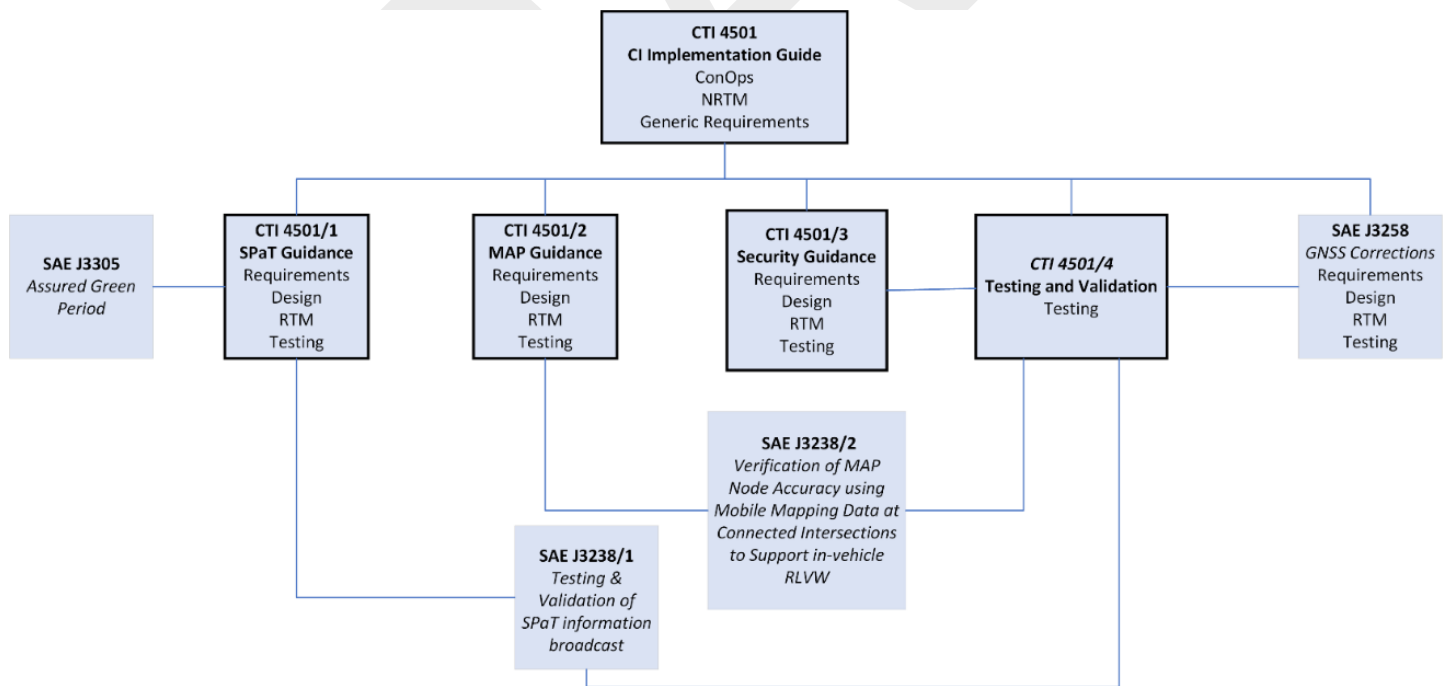 CTI 4501
CI Implementation Guide
ConOps
NRTM
Generic Requirements
SAE J3305
Assured Green
Period
CTI 4501/1
SPaT Guidance
Requirements
Design
RTM
Testing
CTI 4501/2
MAP Guidance
Requirements
Design
RTM
Testing
CTI 4501/3
Security Guidance
Requirements
Design
RTM
Testing
CTI 4501/4
Testing and Validation
Testing
SAE J3258
GNSS Corrections
Requirements
Design
RTM
Testing
SAE J3238/2
Verification of MAP
Node Accuracy using
Mobile Mapping Data at
Connected Intersections
to Support in-vehicle
RLVW
SAE J3238/1
Testing &
Validation of
SPaT information
broadcast